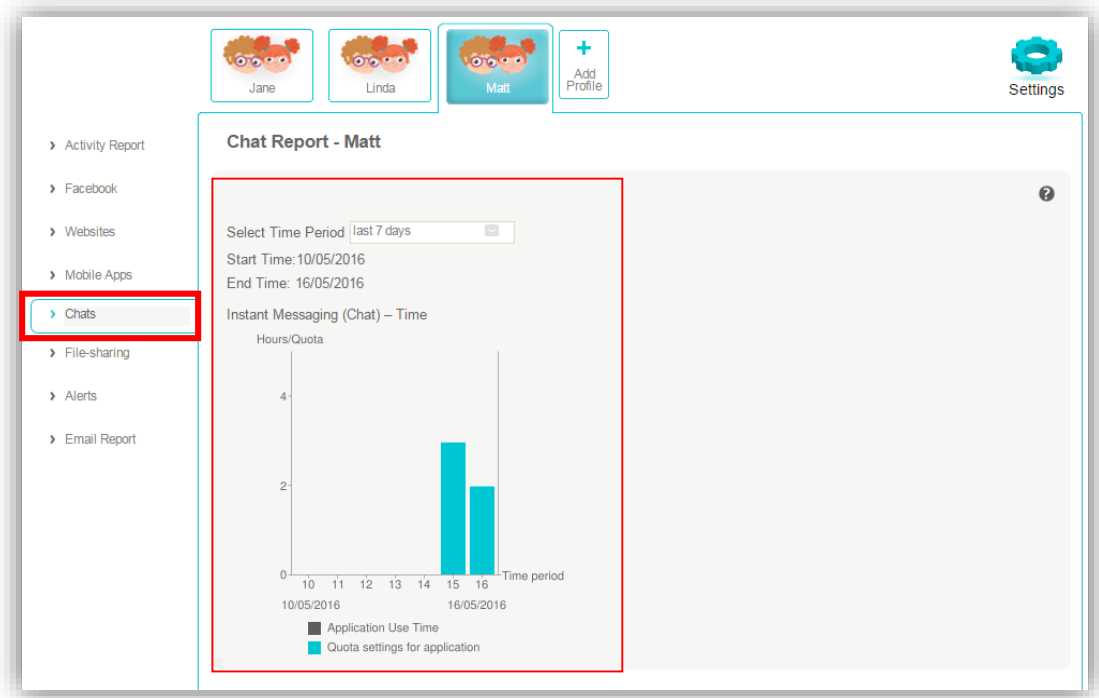 Jane
Linda
Matt
+
Add
Profile
Settings
Activity Report
Facebook
Websites
Mobile Apps
Chats
File-sharing
Alerts
Email Report
Chat Report - Matt
?
Select Time Period last 7 days
Start Time:10/05/2016
End Time: 16/05/2016
Instant Messaging (Chat) – Time
Hours/Quota
4
2
0
10 11 12 13 14 15 16 Time period
10/05/2016 16/05/2016
Application Use Time
Quota settings for application